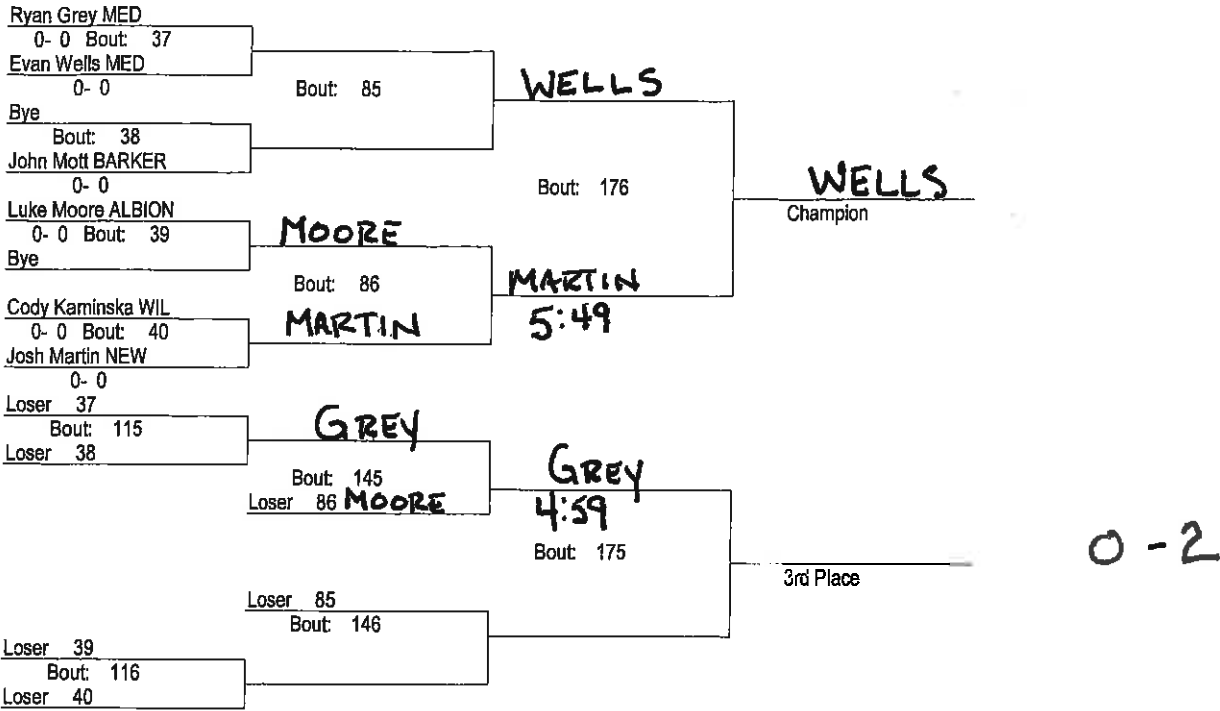 Ryan Grey MED
0- 0 Bout: 37
Evan Wells MED
0- 0
Bout: 85
WELLS
Bye
Bout: 38
John Mott BARKER
0- 0
Bout: 176
WELLS
Champion
Luke Moore ALBION
0- 0 Bout: 39
MOORE
Bye
Bout: 86
MARTIN
5:49
Cody Kaminska WIL
0- 0 Bout: 40
MARTIN
Josh Martin NEW
0- 0
Loser 37
Bout: 115
GREY
Loser 38
Bout: 145
GREY
4:59
Loser 86 MOORE
Bout: 175
3rd Place
0 - 2
Loser 85
Bout: 146
Loser 39
Bout: 116
Loser 40